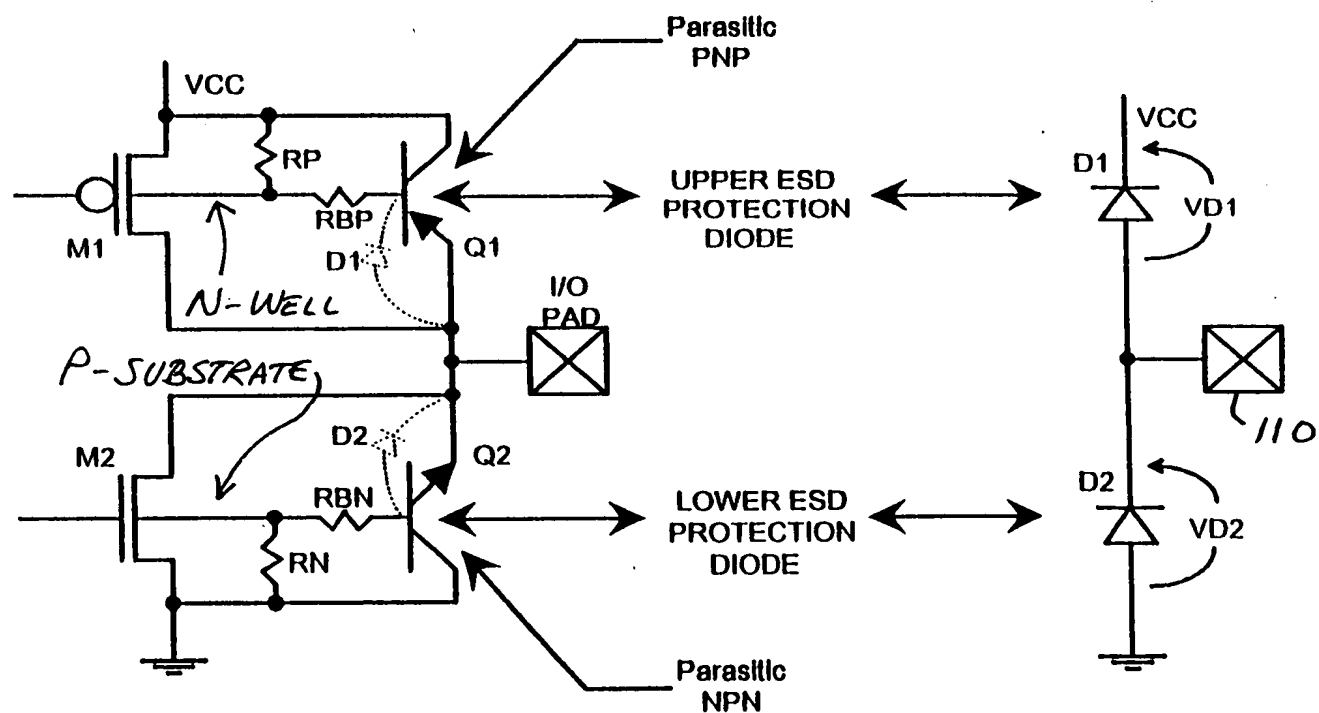 Parasitic
PNP
VCC
RP
RBP
M1
D1
Q1
N-WELL
UPPER ESD
PROTECTION
DIODE
VCC
D1
VD1
I/O
PAD
P-SUBSTRATE
110
M2
D2
Q2
RBN
RN
LOWER ESD
PROTECTION
DIODE
D2
VD2
Parasitic
NPN